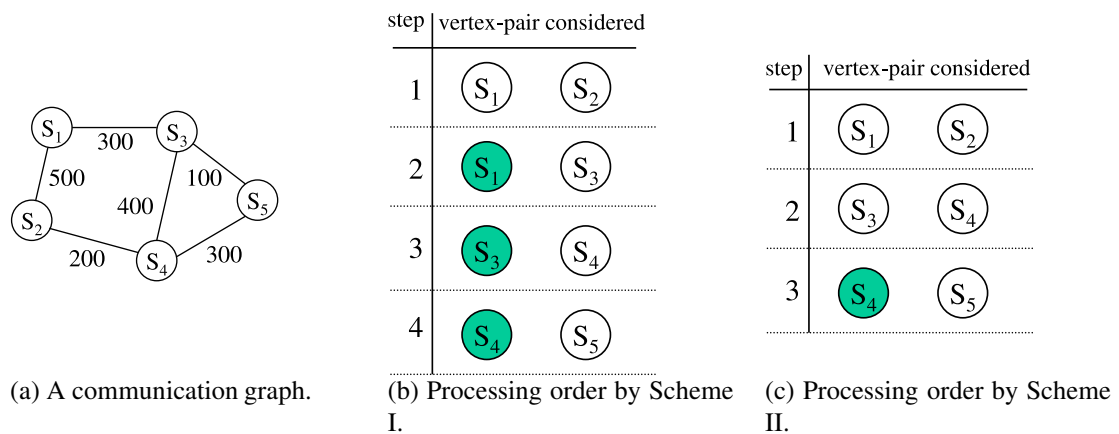 S1 300 S3
500 400 100 S5
S2 200 S4 300
(a) A communication graph.
step vertex-pair considered
1 S1 S2
2 S1 S3
3 S3 S4
4 S4 S5
(b) Processing order by Scheme
I.
step vertex-pair considered
1 S1 S2
2 S3 S4
3 S4 S5
(c) Processing order by Scheme
II.